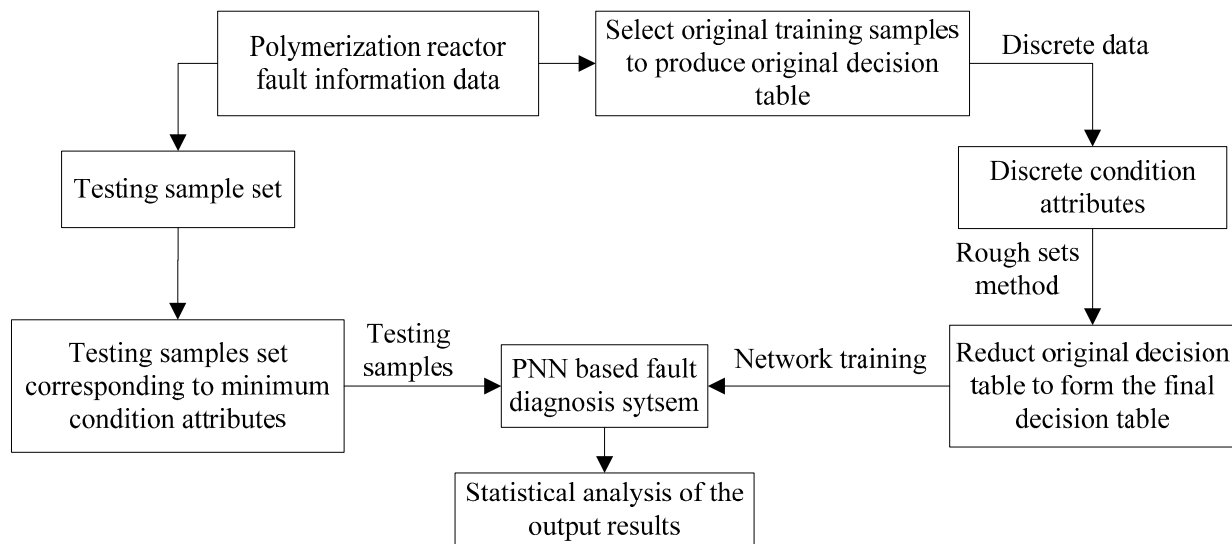 Polymerization reactor
fault information data
Select original training samples
to produce original decision
table
Discrete data
Testing sample set
Discrete condition
attributes
Rough sets
method
Testing samples set
corresponding to minimum
condition attributes
Testing
samples
PNN based fault
diagnosis sytsem
Network training
Reduct original decision
table to form the final
decision table
Statistical analysis of the
output results